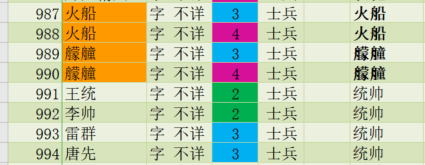 987 火船 字 不详 3 士兵 火船
988 火船 字 不详 4 士兵 火船
989 艨艟 字 不详 3 士兵 艨艟
990 艨艟 字 不详 4 士兵 艨艟
991 王统 字 不详 2 士兵 统帅
992 李帅 字 不详 2 士兵 统帅
993 雷群 字 不详 3 士兵 统帅
994 唐先 字 不详 3 士兵 统帅